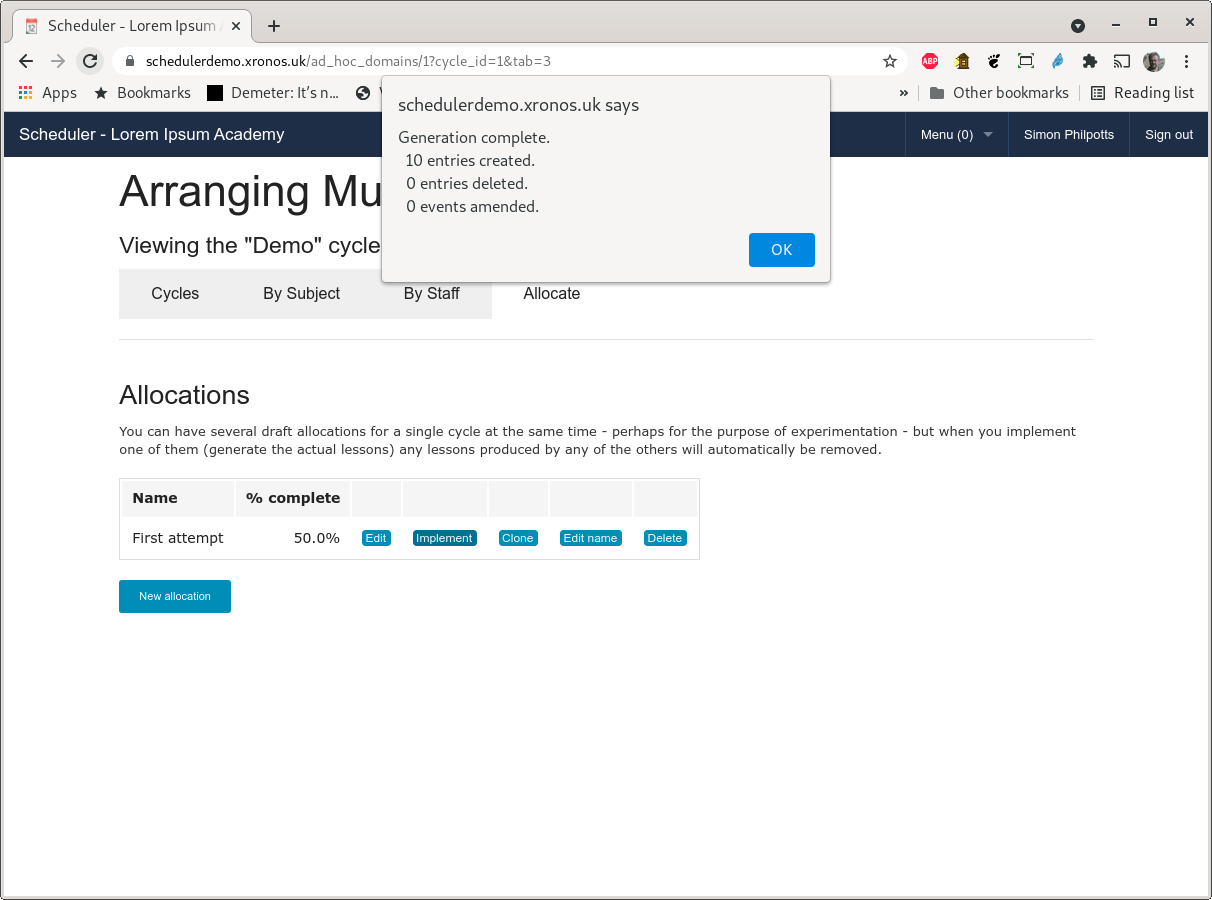 Scheduler - Lorem Ipsum
schedulerdemo.xronos.uk/ad_hoc_domains/1?cycle_id=1&tab=3
ABP
Apps Bookmarks Demeter: It's n... » Other bookmarks Reading list
schedulerdemo.xronos.uk says
Generation complete.
10 entries created.
0 entries deleted.
0 events amended.
OK
Scheduler - Lorem Ipsum Academy Menu (0) Simon Philpotts Sign out
Arranging Mu
Viewing the "Demo" cycle
Cycles By Subject By Staff Allocate
Allocations
You can have several draft allocations for a single cycle at the same time - perhaps for the purpose of experimentation - but when you implement
one of them (generate the actual lessons) any lessons produced by any of the others will automatically be removed.
Name % complete
First attempt 50.0% Edit Implement Clone Edit name Delete
New allocation